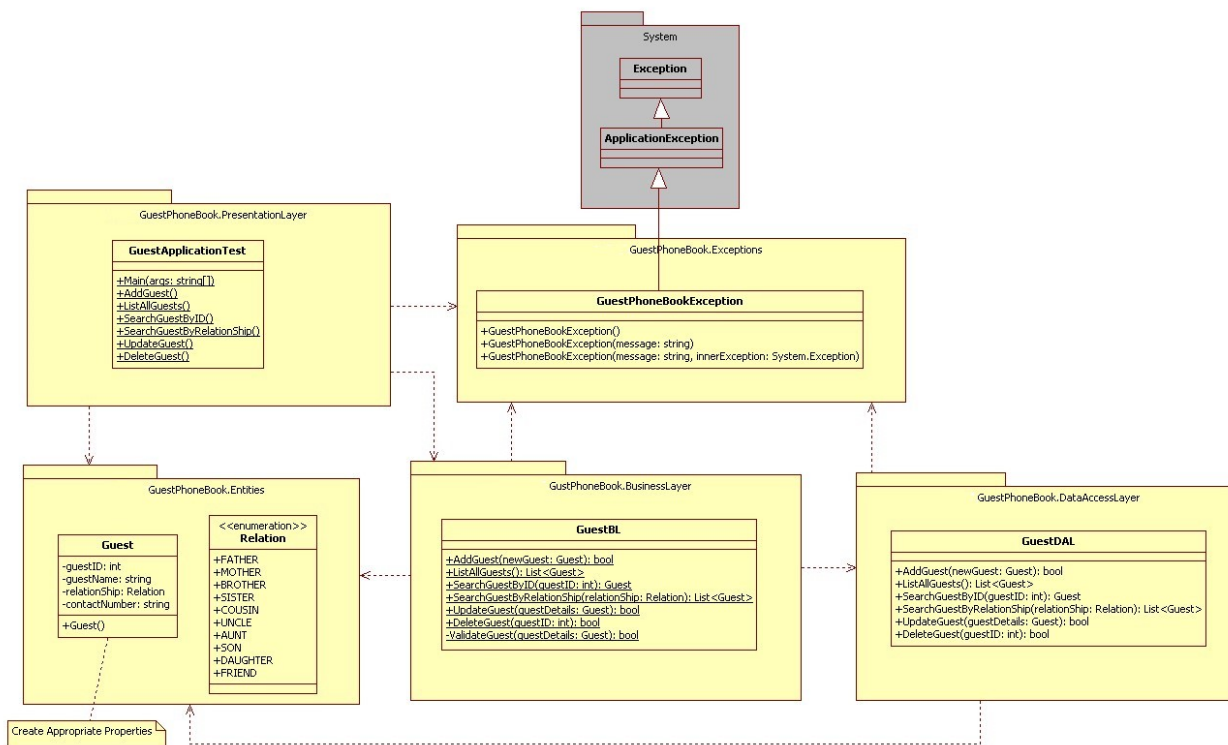 System
Exception
ApplicationException
GuestPhoneBook.PresentationLayer
GuestApplicationTest
+Main(args: string[])
+AddGuest()
+ListAllGuests()
+SearchGuestByID()
+SearchGuestByRelationShip()
+UpdateGuest()
+DeleteGuest()
GuestPhoneBook.Exceptions
GuestPhoneBookException
+GuestPhoneBookException()
+GuestPhoneBookException(message: string)
+GuestPhoneBookException(message: string, innerException: System.Exception)
GuestPhoneBook.Entities
Guest
-guestID: int
-guestName: string
-relationShip: Relation
-contactNumber: string
+Guest()
<<enumeration>>
Relation
+FATHER
+MOTHER
+BROTHER
+SISTER
+COUSIN
+UNCLE
+AUNT
+SON
+DAUGHTER
+FRIEND
Create Appropriate Properties
GustPhoneBook.BusinessLayer
GuestBL
+AddGuest(newGuest: Guest): bool
+ListAllGuests(): List<Guest>
+SearchGuestByID(guestID: int): Guest
+SearchGuestByRelationShip(relationShip: Relation): List<Guest>
+UpdateGuest(guestDetails: Guest): bool
+DeleteGuest(guestID: int): bool
-ValidateGuest(guestDetails: Guest): bool
GuestPhoneBook.DataAccessLayer
GuestDAL
+AddGuest(newGuest: Guest): bool
+ListAllGuests(): List<Guest>
+SearchGuestByID(guestID: int): Guest
+SearchGuestByRelationShip(relationShip: Relation): List<Guest>
+UpdateGuest(guestDetails: Guest): bool
+DeleteGuest(guestID: int): bool